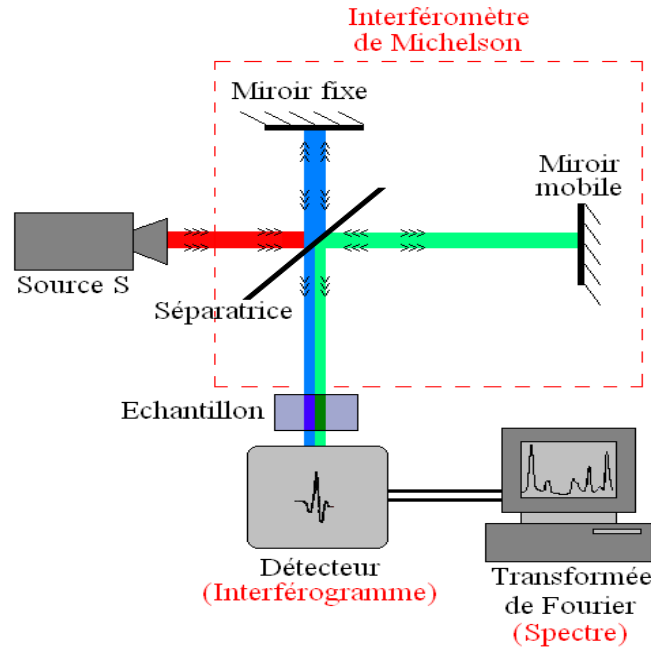 Interféromètre
de Michelson
Miroir fixe
Miroir
mobile
Source S
Séparatrice
Echantillon
Détecteur
(Interférogramme)
Transformée
de Fourier
(Spectre)